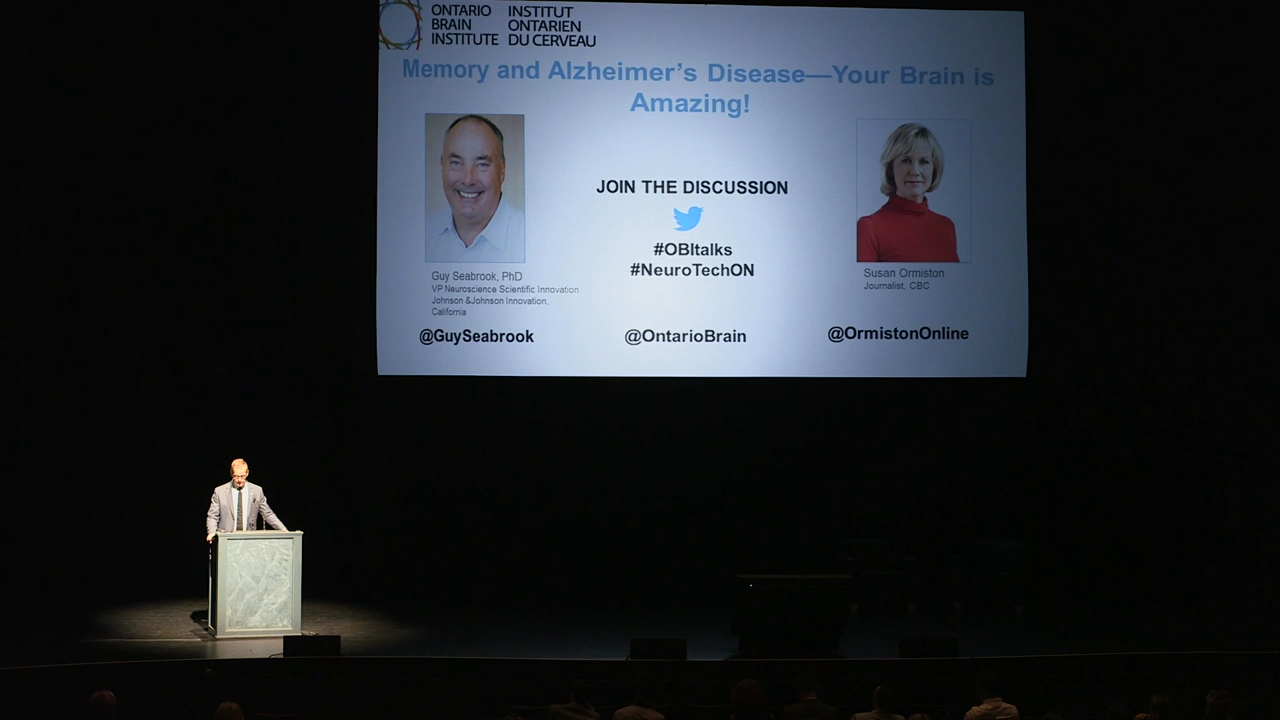 ONTARIO
BRAIN
INSTITUTE
INSTITUT
ONTARIEN
DU CERVEAU
Memory and Alzheimer's Disease—Your Brain is
Amazing!
JOIN THE DISCUSSION
#OBItalks
#NeuroTechON
Guy Seabrook, PhD
VP Neuroscience Scientific Innovation
Johnson &Johnson Innovation,
California
Susan Ormiston
Journalist, CBC
@GuySeabrook
@OntarioBrain
@OrmistonOnline